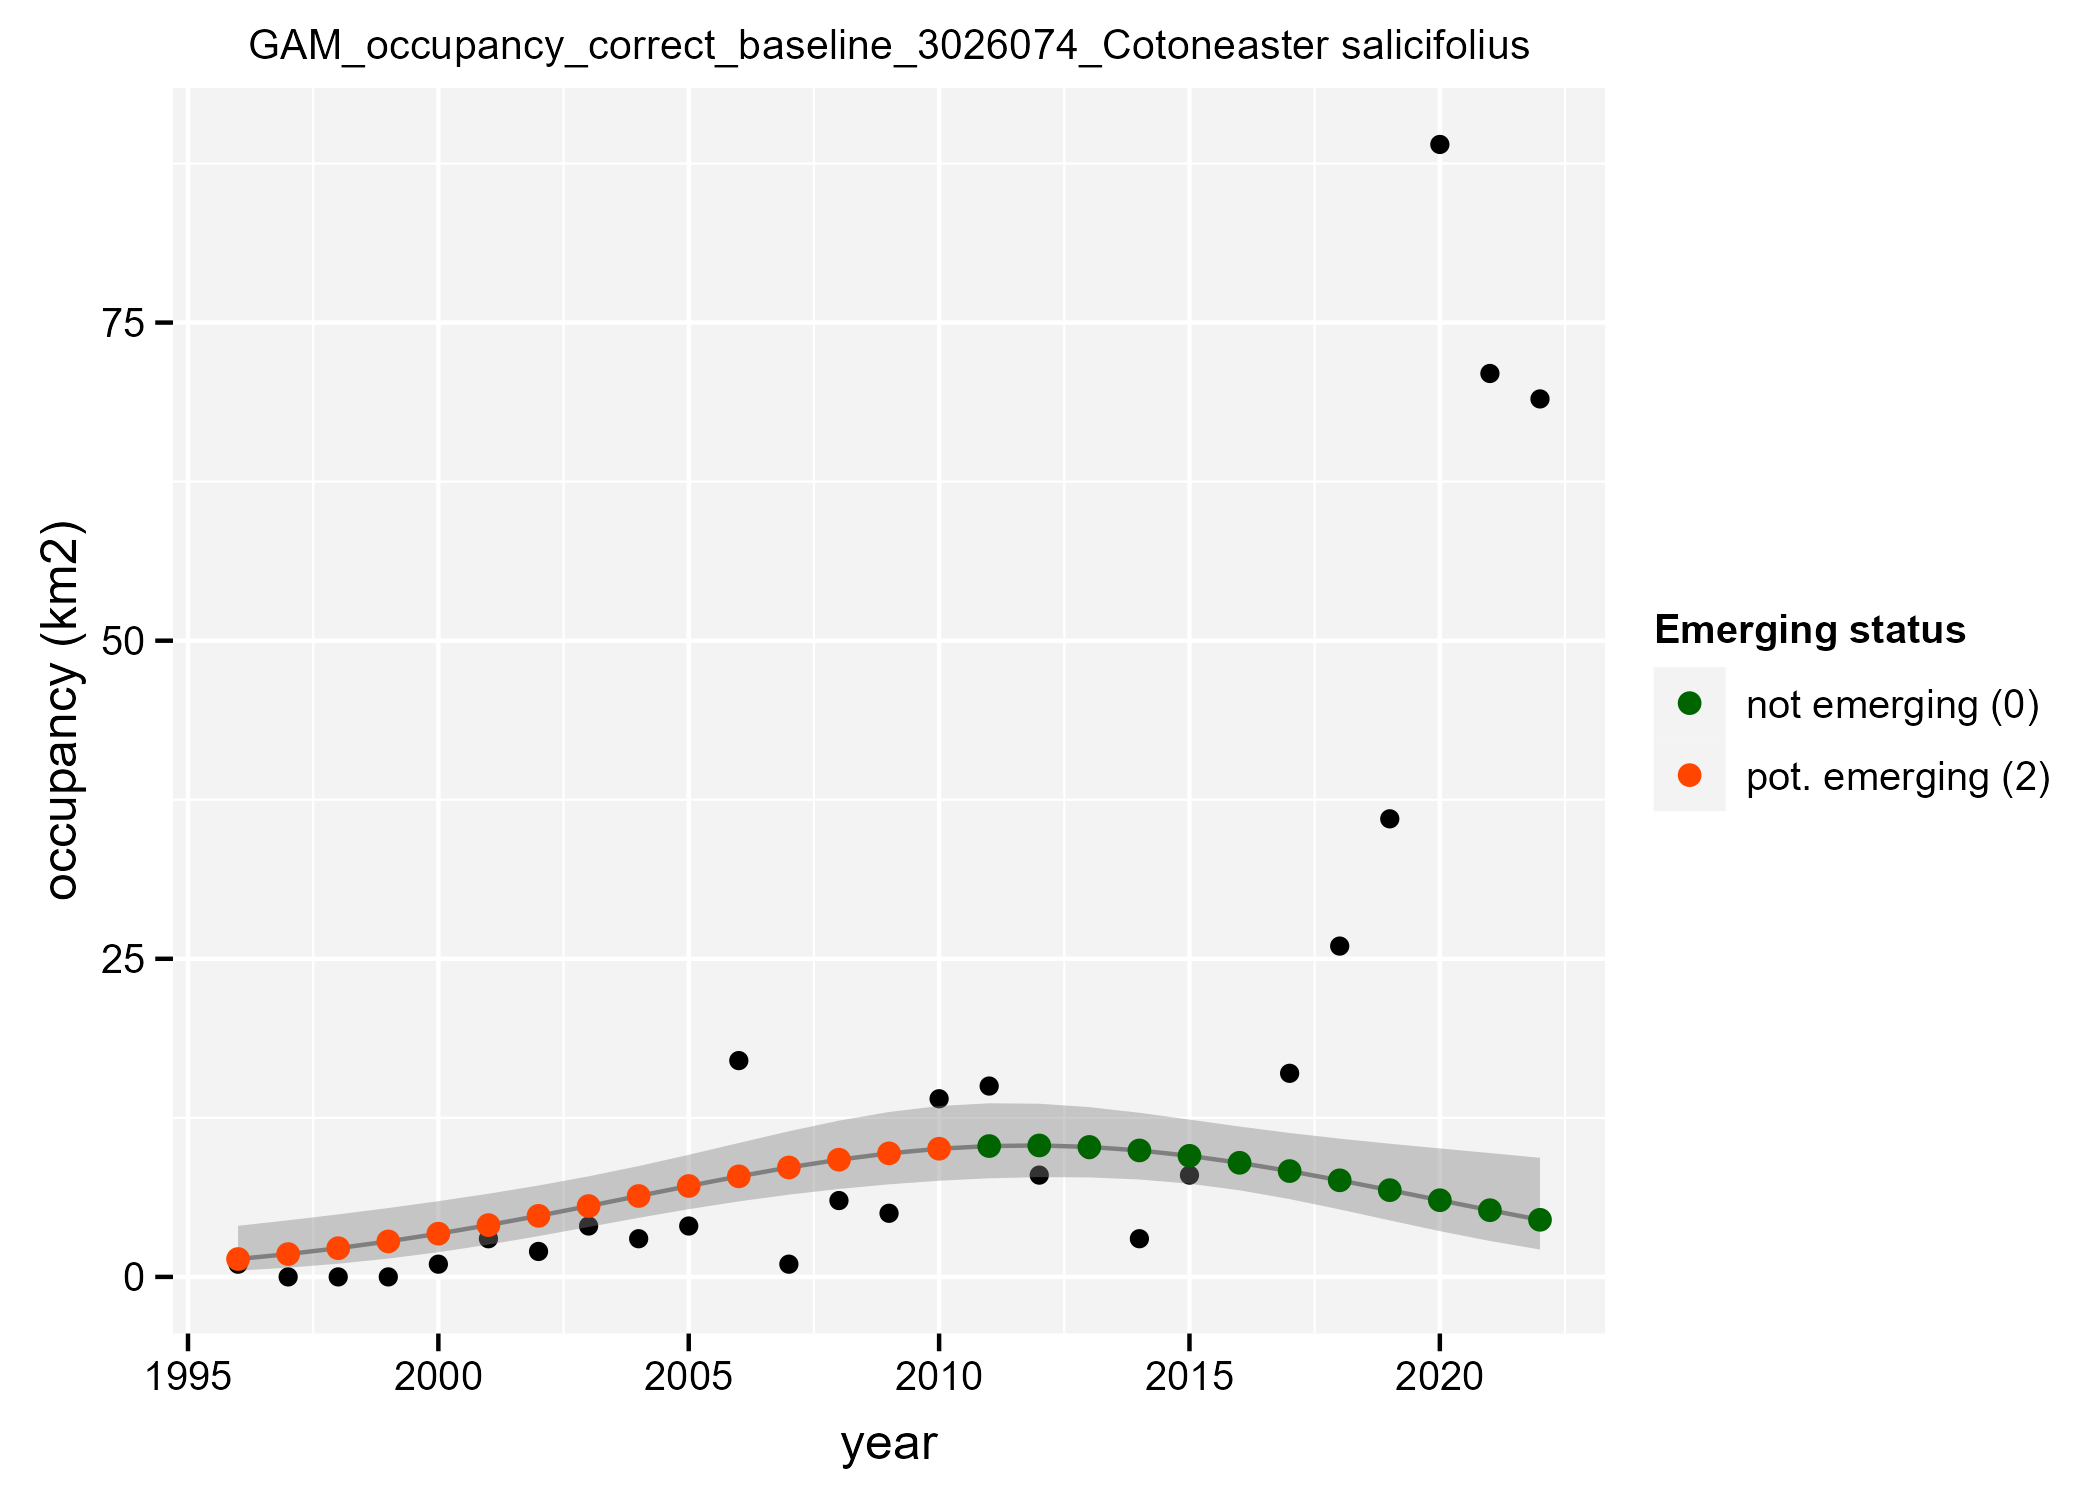 GAM_occupancy_correct_baseline_3026074_Cotoneaster salicifolius
75
50
25
0
occupancy (km2)
1995 2000 2005 2010 2015 2020
year
Emerging status
not emerging (0)
pot. emerging (2)